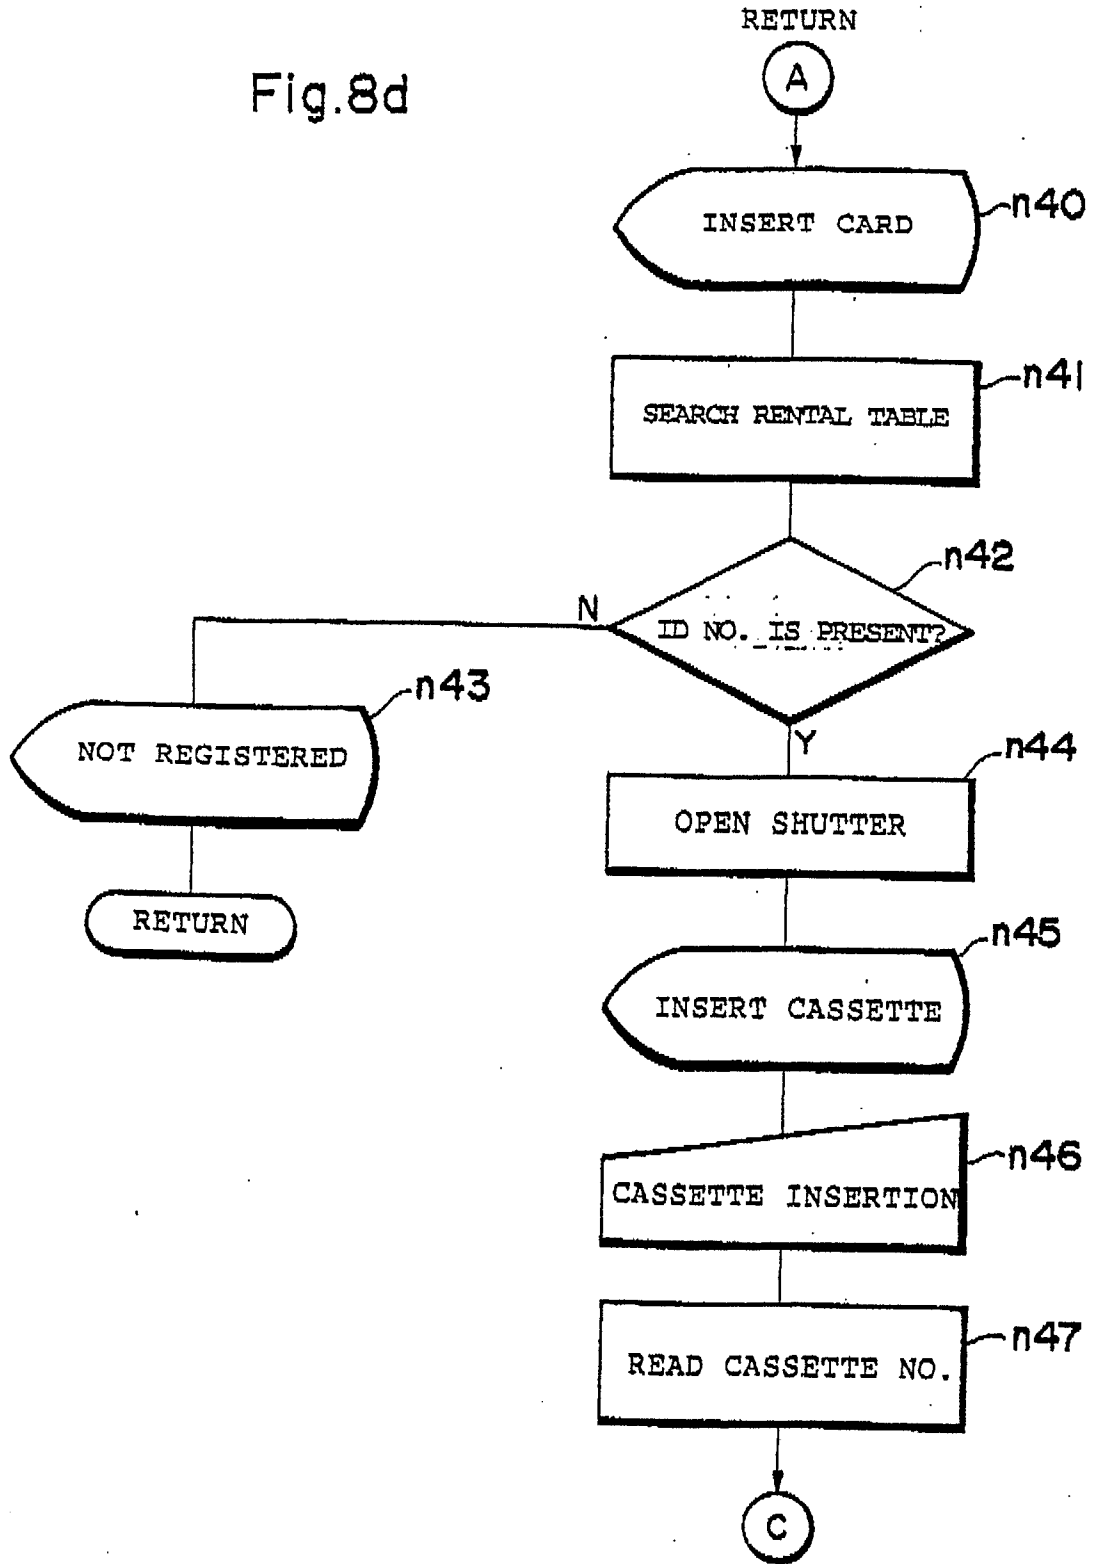 RETURN
Fig.8d
A
INSERT CARD
n40
SEARCH RENTAL TABLE
n41
n42
N
ID NO. IS PRESENT?
n43
NOT REGISTERED
Y
n44
OPEN SHUTTER
RETURN
n45
INSERT CASSETTE
n46
CASSETTE INSERTION
n47
READ CASSETTE NO.
C